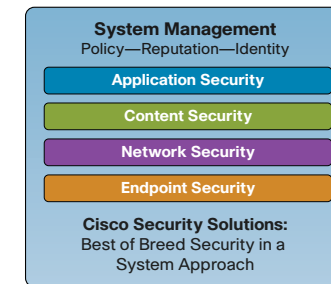 System Management
Policy—Reputation—Identity
Application Security
Content Security
Network Security
Endpoint Security
Cisco Security Solutions:
Best of Breed Security in a
System Approach